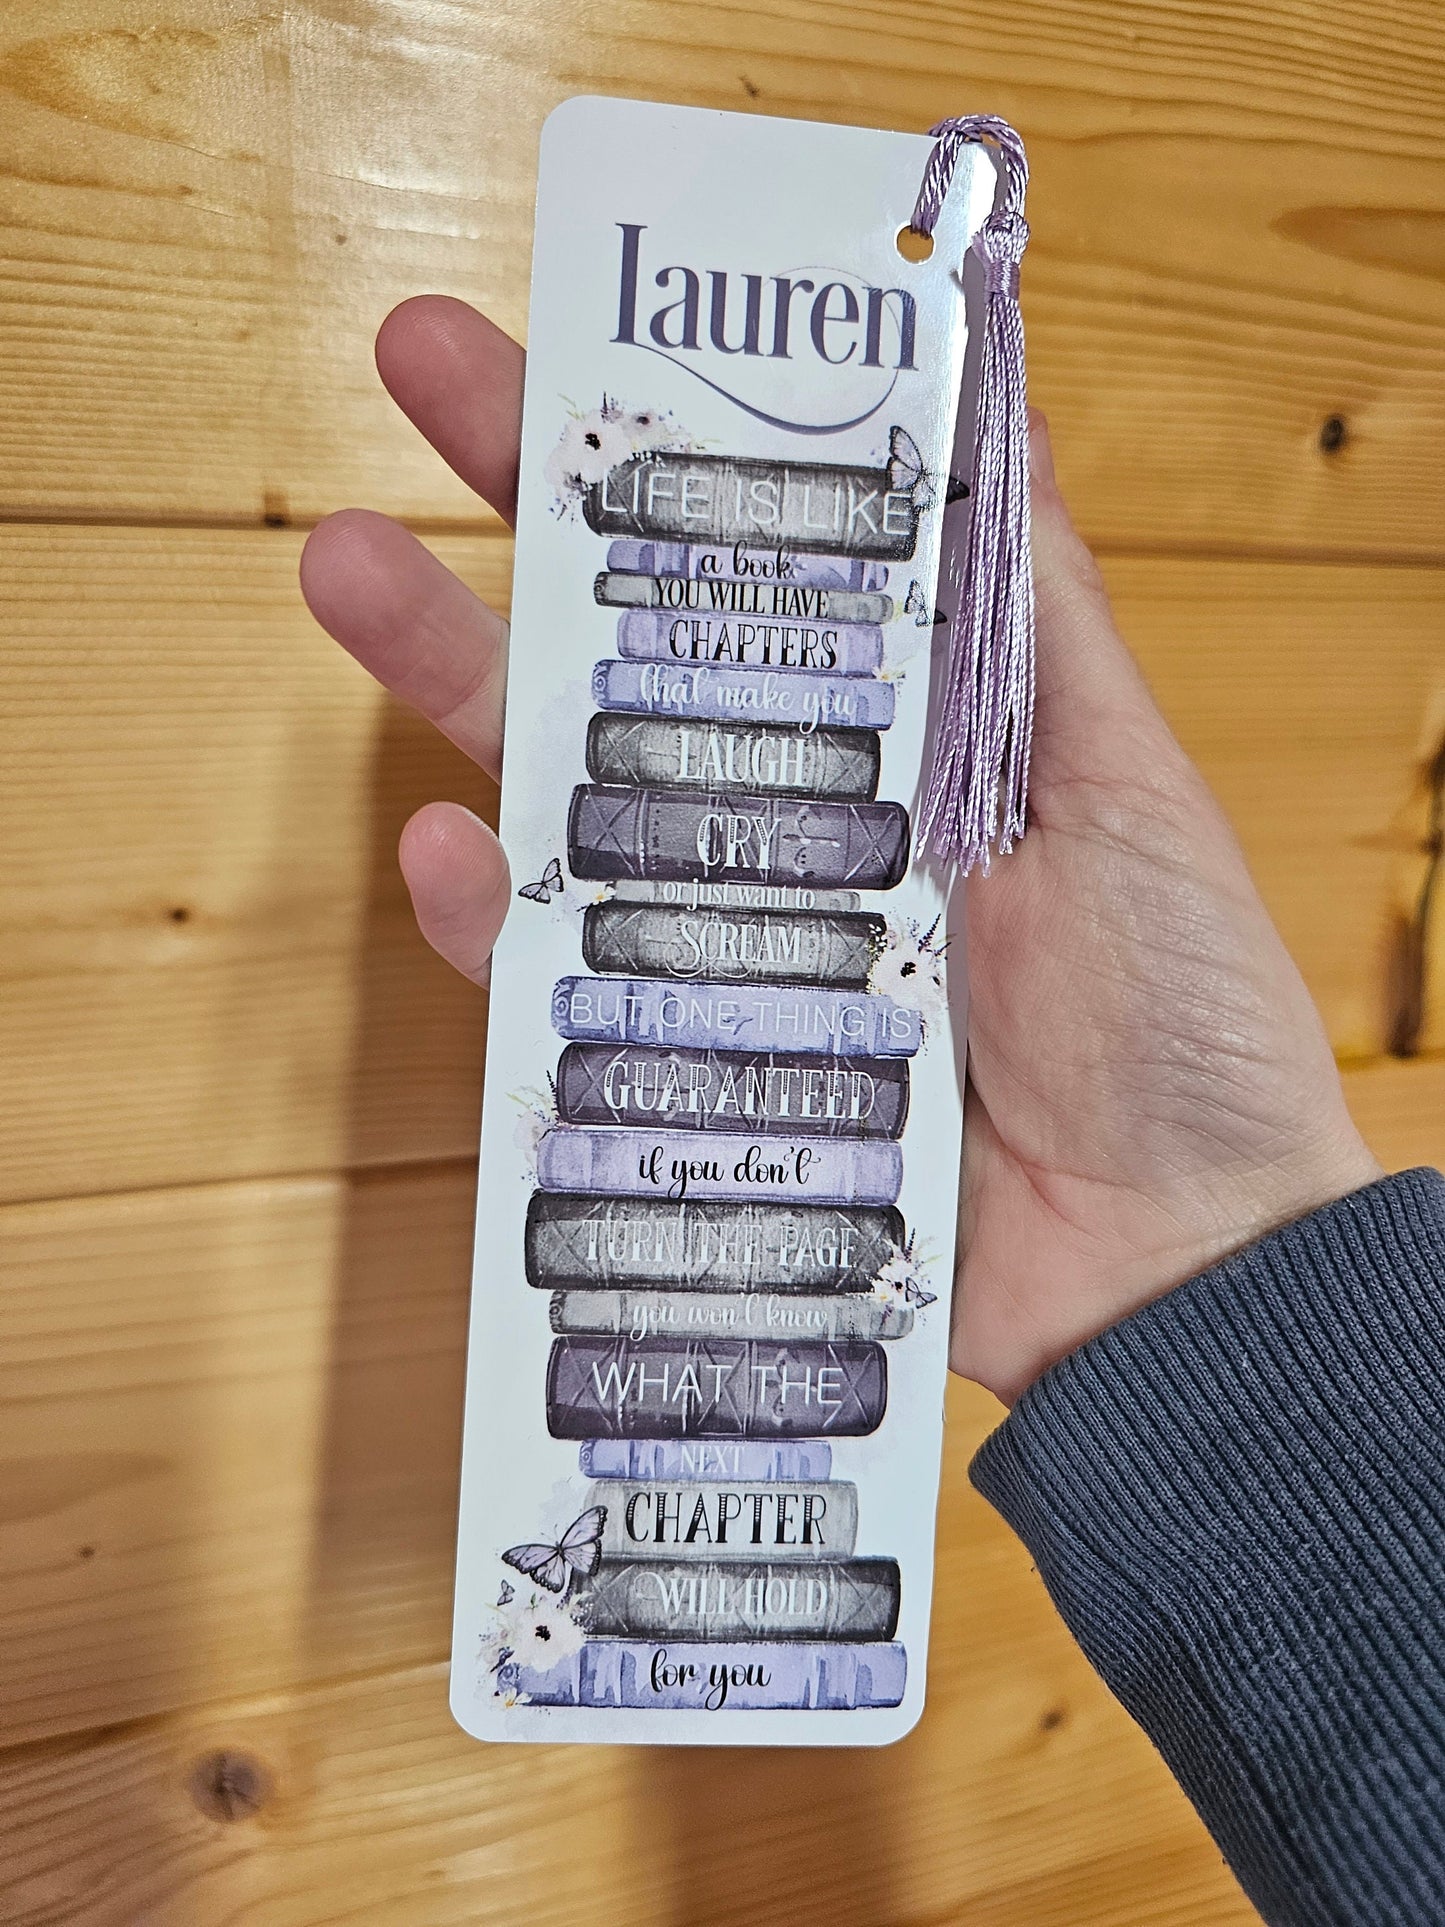 Lauren
LIFE IS LIKE
a book
YOU WILL HAVE
CHAPTERS
that make you
LAUGH
CRY
or just want to
SCREAM
BUT ONE THING IS
GUARANTEED
if you don't
TURN THE PAGE
you won't know
WHAT THE
NEXT
CHAPTER
WILL HOLD
for you